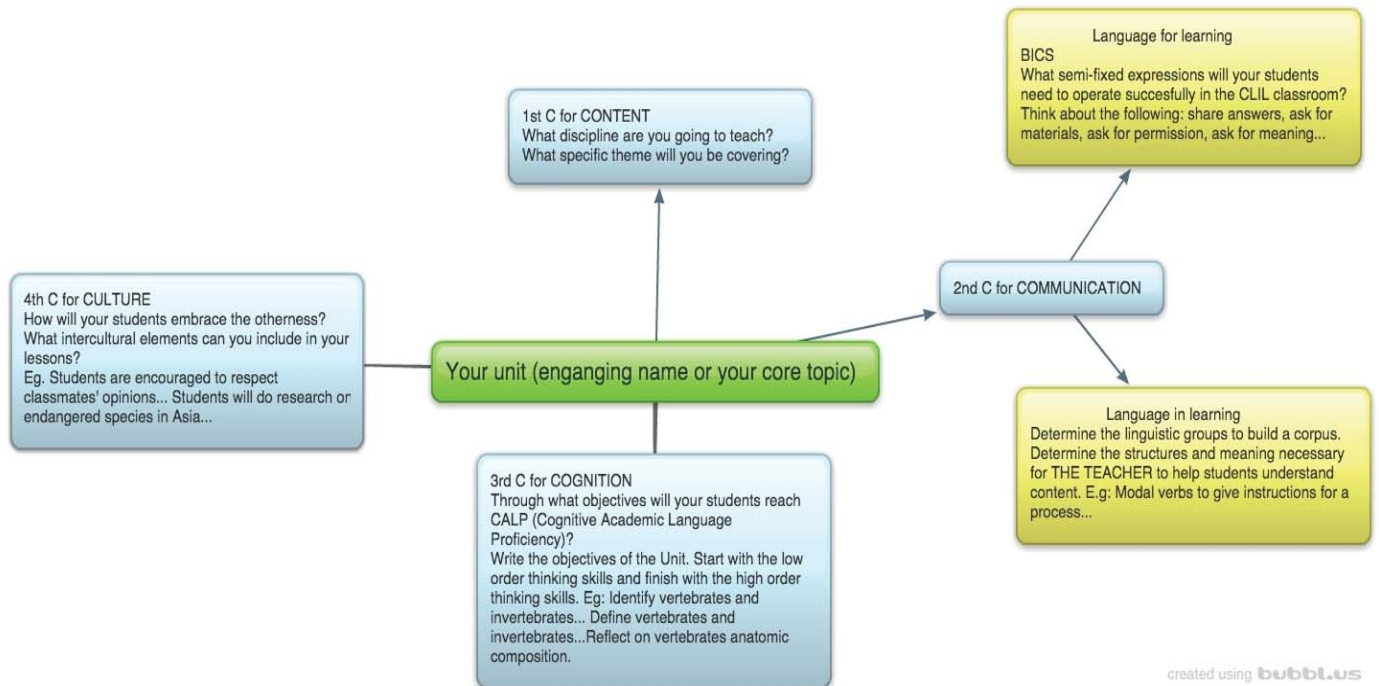 Language for learning
BICS
What semi-fixed expressions will your students
need to operate succesfully in the CLIL classroom?
Think about the following: share answers, ask for
materials, ask for permission, ask for meaning...
1st C for CONTENT
What discipline are you going to teach?
What specific theme will you be covering?
2nd C for COMMUNICATION
4th C for CULTURE
How will your students embrace the otherness?
What intercultural elements can you include in your
lessons?
Eg. Students are encouraged to respect
classmates' opinions... Students will do research on
endangered species in Asia...
Your unit (enganging name or your core topic)
Language in learning
Determine the linguistic groups to build a corpus.
Determine the structures and meaning necessary
for THE TEACHER to help students understand
content. E.g: Modal verbs to give instructions for a
process...
3rd C for COGNITION
Through what objectives will your students reach
CALP (Cognitive Academic Language
Proficiency)?
Write the objectives of the Unit. Start with the low
order thinking skills and finish with the high order
thinking skills. Eg: Identify vertebrates and
invertebrates... Define vertebrates and
invertebrates...Reflect on vertebrates anatomic
composition.
created using bubbl.us